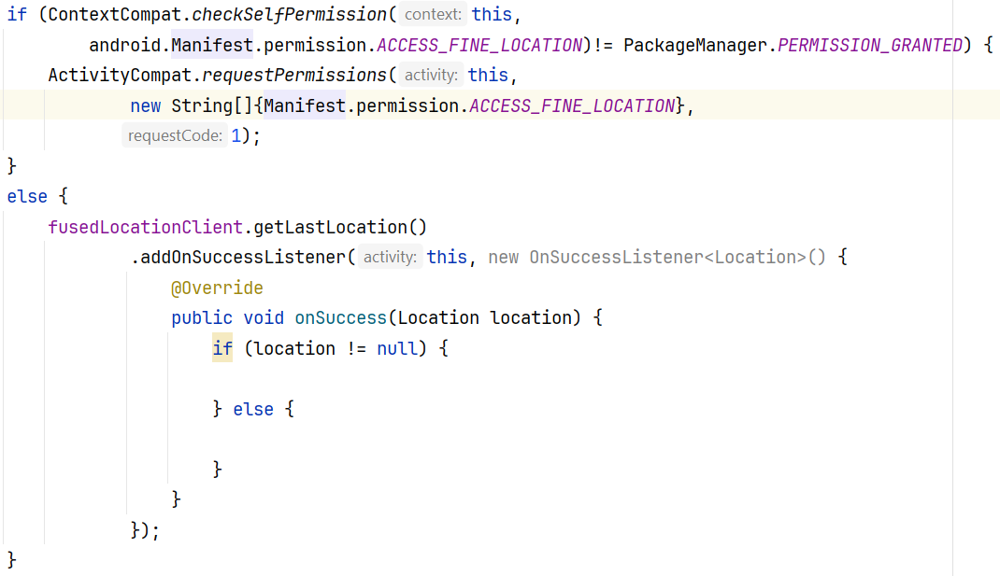 if (ContextCompat.checkSelfPermission( context: this,
android.Manifest.permission.ACCESS_FINE_LOCATION)!= PackageManager.PERMISSION_GRANTED) {
ActivityCompat.requestPermissions( activity: this,
new String[]{Manifest.permission.ACCESS_FINE_LOCATION},
requestCode: 1);
}
else {
fusedLocationClient.getLastLocation()
.addOnSuccessListener( activity: this, new OnSuccessListener<Location>() {
@Override
public void onSuccess(Location location) {
if (location != null) {
} else {
}
}
});
}